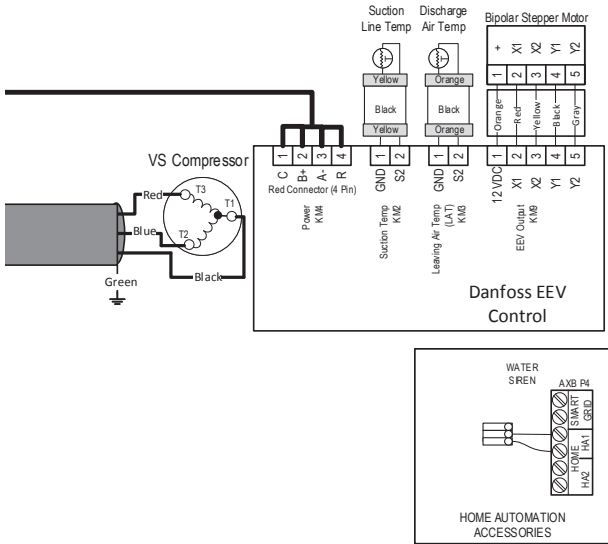 Suction
Line Temp
Discharge
Air Temp
Bipolar Stepper Motor
+ X1 X2 Y1 Y2
1 2 3 4 5
Yellow
Orange
Black
Black
Orange Red Yellow Black Gray
Yellow
Orange
1 2 3 4
1 2
1 2
1 2 3 4 5
C B+ A- R
GND S2
GND S2
12 VDC X1 X2 Y1 Y2
Red Connector (4 Pin)
Power
KM4
Suction Temp
KM2
Leaving Air Temp
(LAT)
KM3
EEV Output
KM9
VS Compressor
Red
T3
T1
Blue
T2
Black
Green
Danfoss EEV
Control
WATER
SIREN
AXB P4
SMART
GRID
HOME
HA1
HA2
HOME AUTOMATION
ACCESSORIES